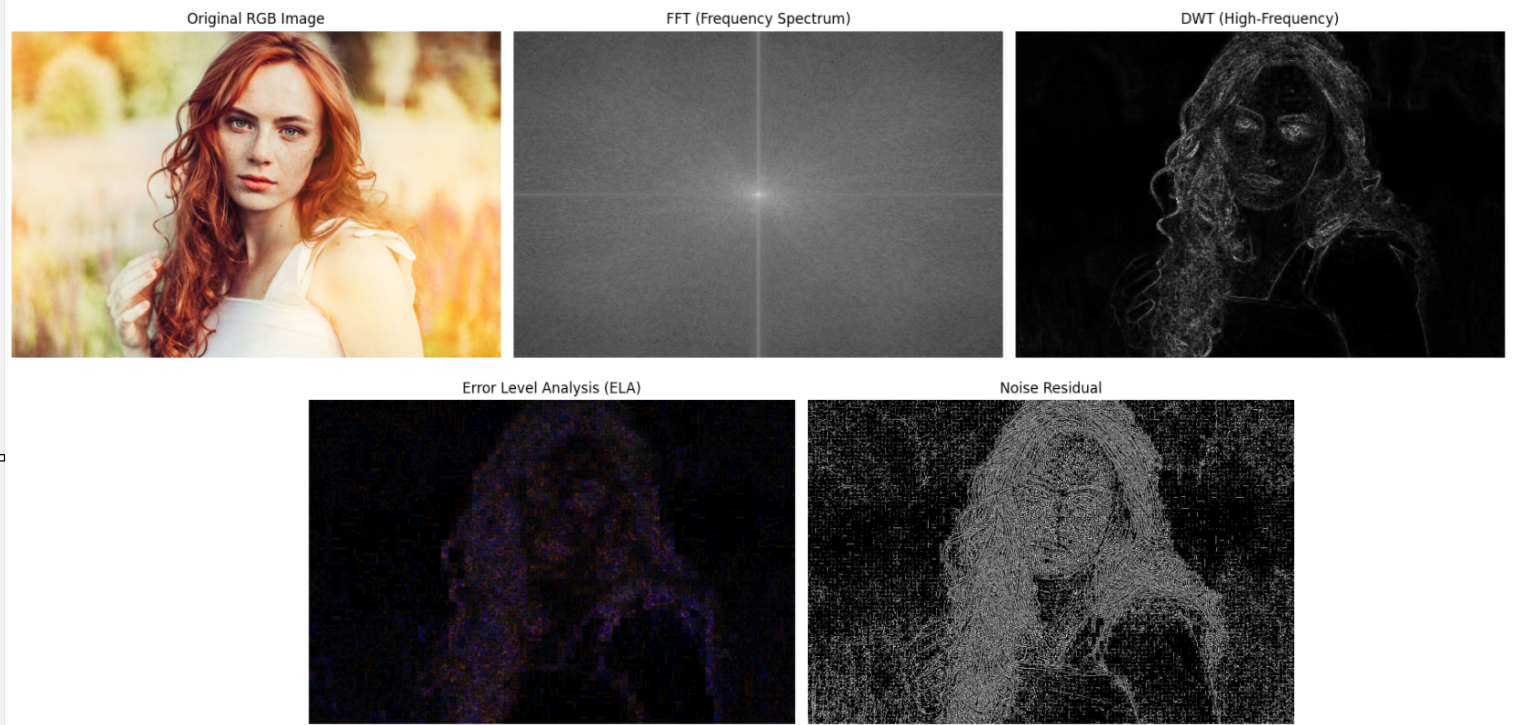 Original RGB Image
FFT (Frequency Spectrum)
DWT (High-Frequency)
Error Level Analysis (ELA)
Noise Residual